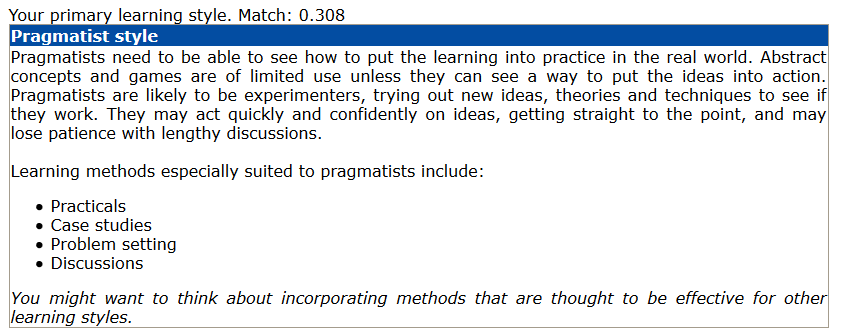 Your primary learning style. Match: 0.308
Pragmatist style
Pragmatists need to be able to see how to put the learning into practice in the real world. Abstract
concepts and games are of limited use unless they can see a way to put the ideas into action.
Pragmatists are likely to be experimenters, trying out new ideas, theories and techniques to see if
they work. They may act quickly and confidently on ideas, getting straight to the point, and may
lose patience with lengthy discussions.
Learning methods especially suited to pragmatists include:
• Practicals
• Case studies
• Problem setting
• Discussions
You might want to think about incorporating methods that are thought to be effective for other
learning styles.